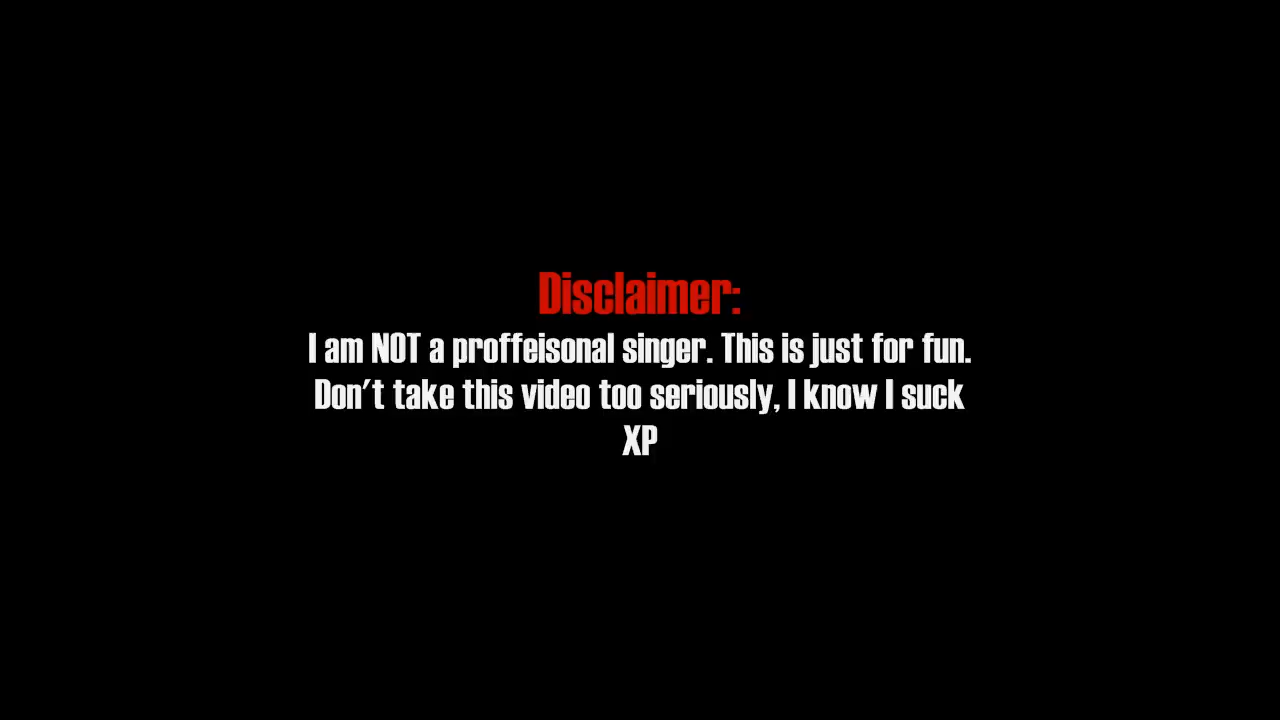 Disclaimer:
I am NOT a proffeisonal singer. This is just for fun.
Don't take this video too seriously, I know I suck
XP